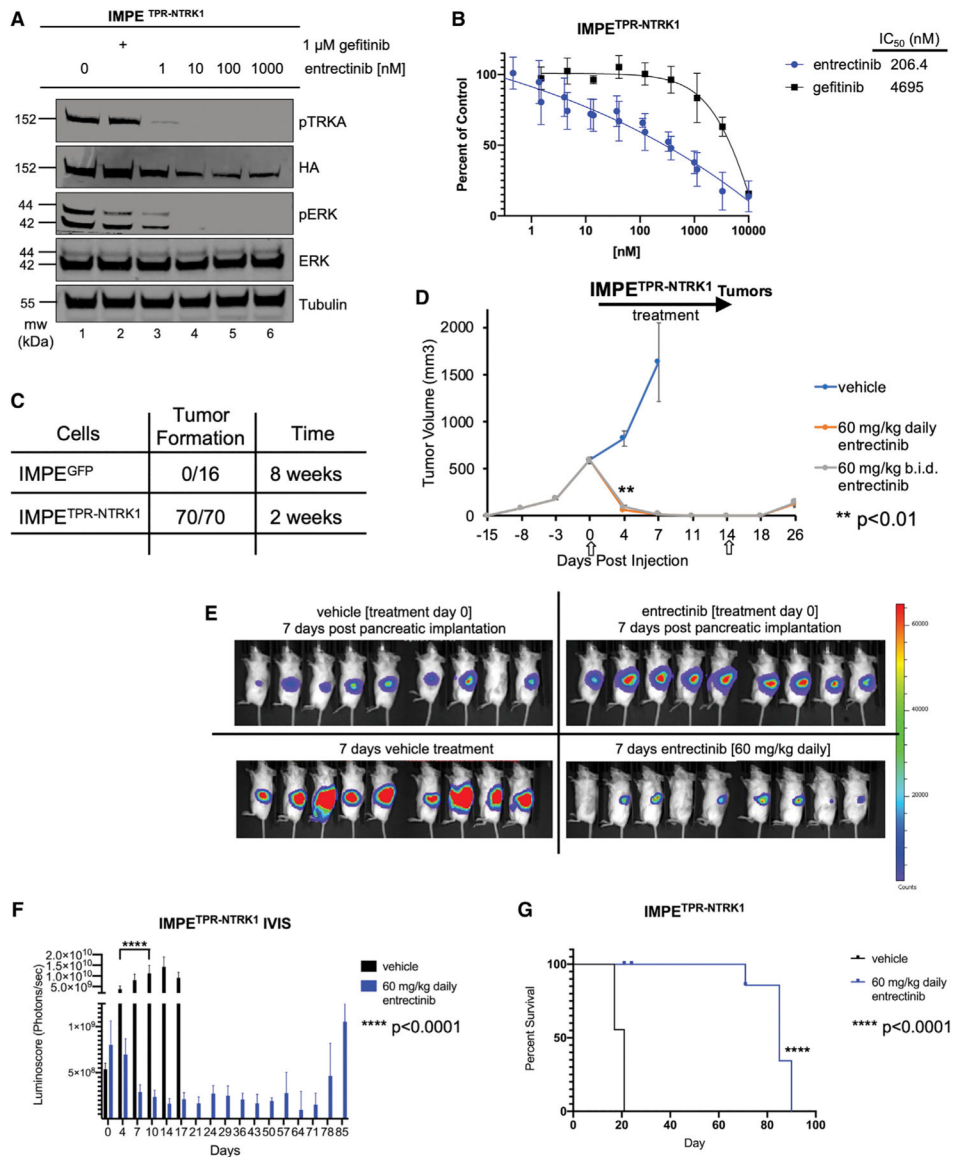 A
IMPE TPR-NTRK1
+ 1 µM gefitinib
0 1 10 100 1000 entrectinib [nM]
152 pTRKA
152 HA
44 pERK
42
44 ERK
42
55 Tubulin
mw
(kDa)
1 2 3 4 5 6
B
IMPE TPR-NTRK1
IC50 (nM)
entrectinib 206.4
gefitinib 4695
Percent of Control
100
50
0
1 10 100 1000 10000
[nM]
C
Cells Tumor Formation Time
IMPE GFP 0/16 8 weeks
IMPE TPR-NTRK1 70/70 2 weeks
D
IMPE TPR-NTRK1 Tumors
treatment
Tumor Volume (mm3)
2000
1500
1000
500
0
-15 -8 -3 0 4 7 11 14 18 26
Days Post Injection
**
vehicle
60 mg/kg daily
entrectinib
60 mg/kg b.i.d.
entrectinib
** p<0.01
E
vehicle [treatment day 0]
7 days post pancreatic implantation
entrectinib [treatment day 0]
7 days post pancreatic implantation
7 days vehicle treatment
7 days entrectinib [60 mg/kg daily]
60000
40000
20000
Counts
F
IMPE TPR-NTRK1 IVIS
Luminoscore (Photons/sec)
2.0×10^10
1.5×10^10
1.0×10^10
5.0×10^9
1×10^9
5×10^8
****
0 4 7 10 14 17 21 24 29 36 43 50 57 64 71 78 85
Days
vehicle
60 mg/kg daily
entrectinib
**** p<0.0001
G
IMPE TPR-NTRK1
Percent Survival
100
50
0
0 20 40 60 80 100
Day
****
vehicle
60 mg/kg daily
entrectinib
**** p<0.0001